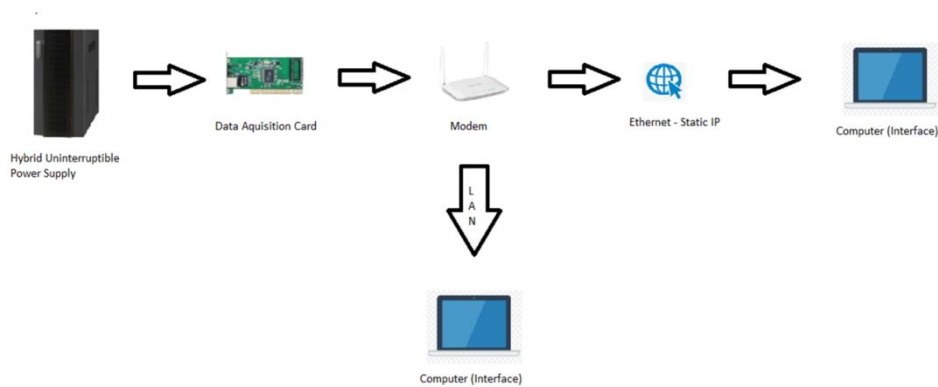 Hybrid Uninterruptible
Power Supply
Data Aquisition Card
Modem
Ethernet - Static IP
Computer (Interface)
L
A
N
Computer (Interface)